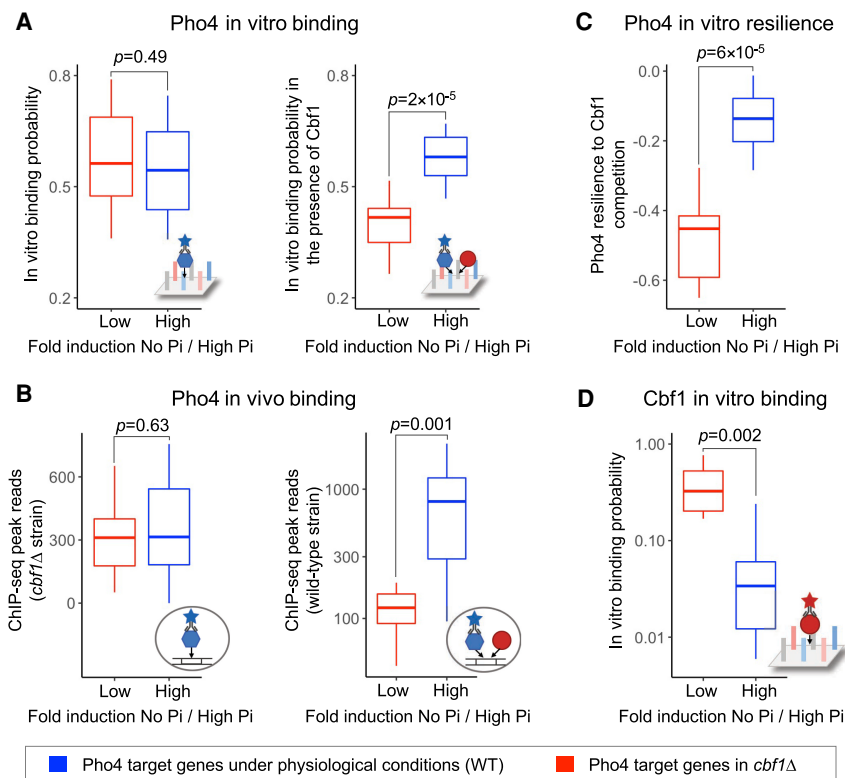 A Pho4 in vitro binding
In vitro binding probability
0.8
0.5
0.2
p=0.49
Low High
Fold induction No Pi / High Pi
In vitro binding probability in
the presence of Cbf1
0.8
0.5
0.2
p=2×10-5
Low High
Fold induction No Pi / High Pi
C Pho4 in vitro resilience
Pho4 resilience to Cbf1
competition
0.0
-0.2
-0.4
-0.6
p=6×10-5
Low High
Fold induction No Pi / High Pi
B Pho4 in vivo binding
ChIP-seq peak reads
(cbf1Δ strain)
600
300
0
p=0.63
Low High
Fold induction No Pi / High Pi
ChIP-seq peak reads
(wild-type strain)
1000
300
100
p=0.001
Low High
Fold induction No Pi / High Pi
D Cbf1 in vitro binding
In vitro binding probability
1.00
0.10
0.01
p=0.002
Low High
Fold induction No Pi / High Pi
Pho4 target genes under physiological conditions (WT)
Pho4 target genes in cbf1Δ